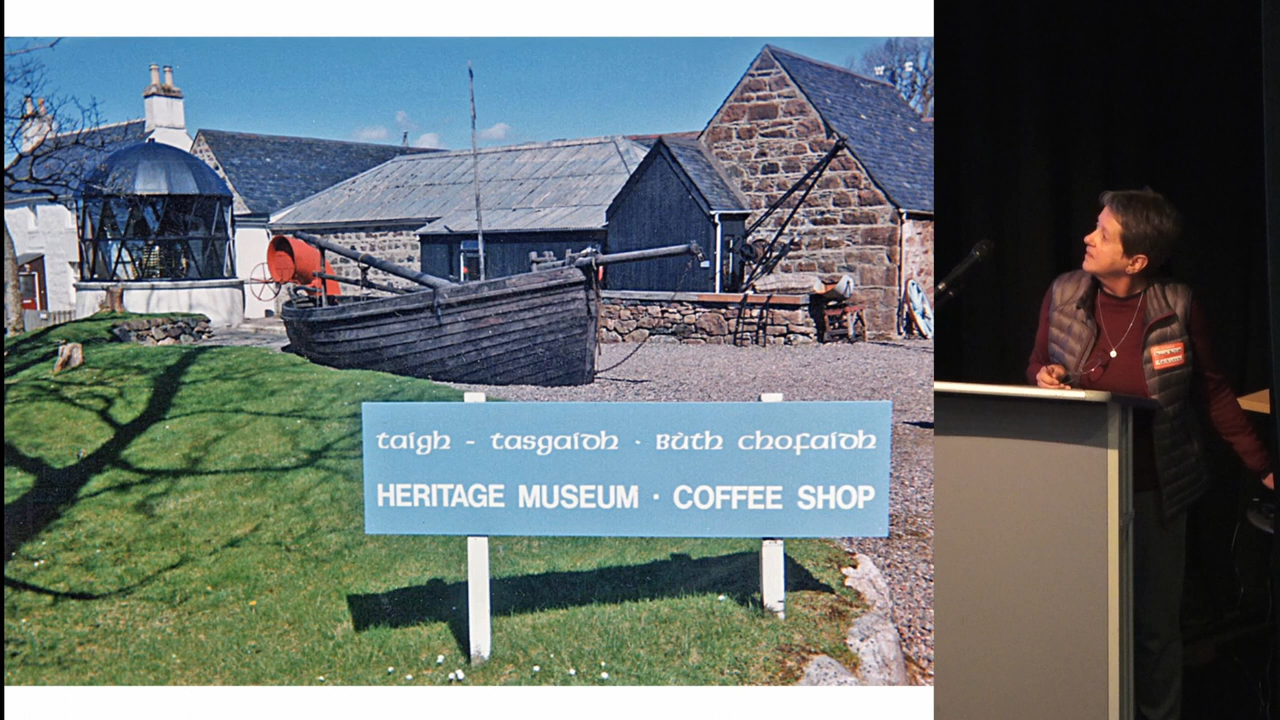 taigh - tasgaidh · bùth chofaidh
HERITAGE MUSEUM · COFFEE SHOP